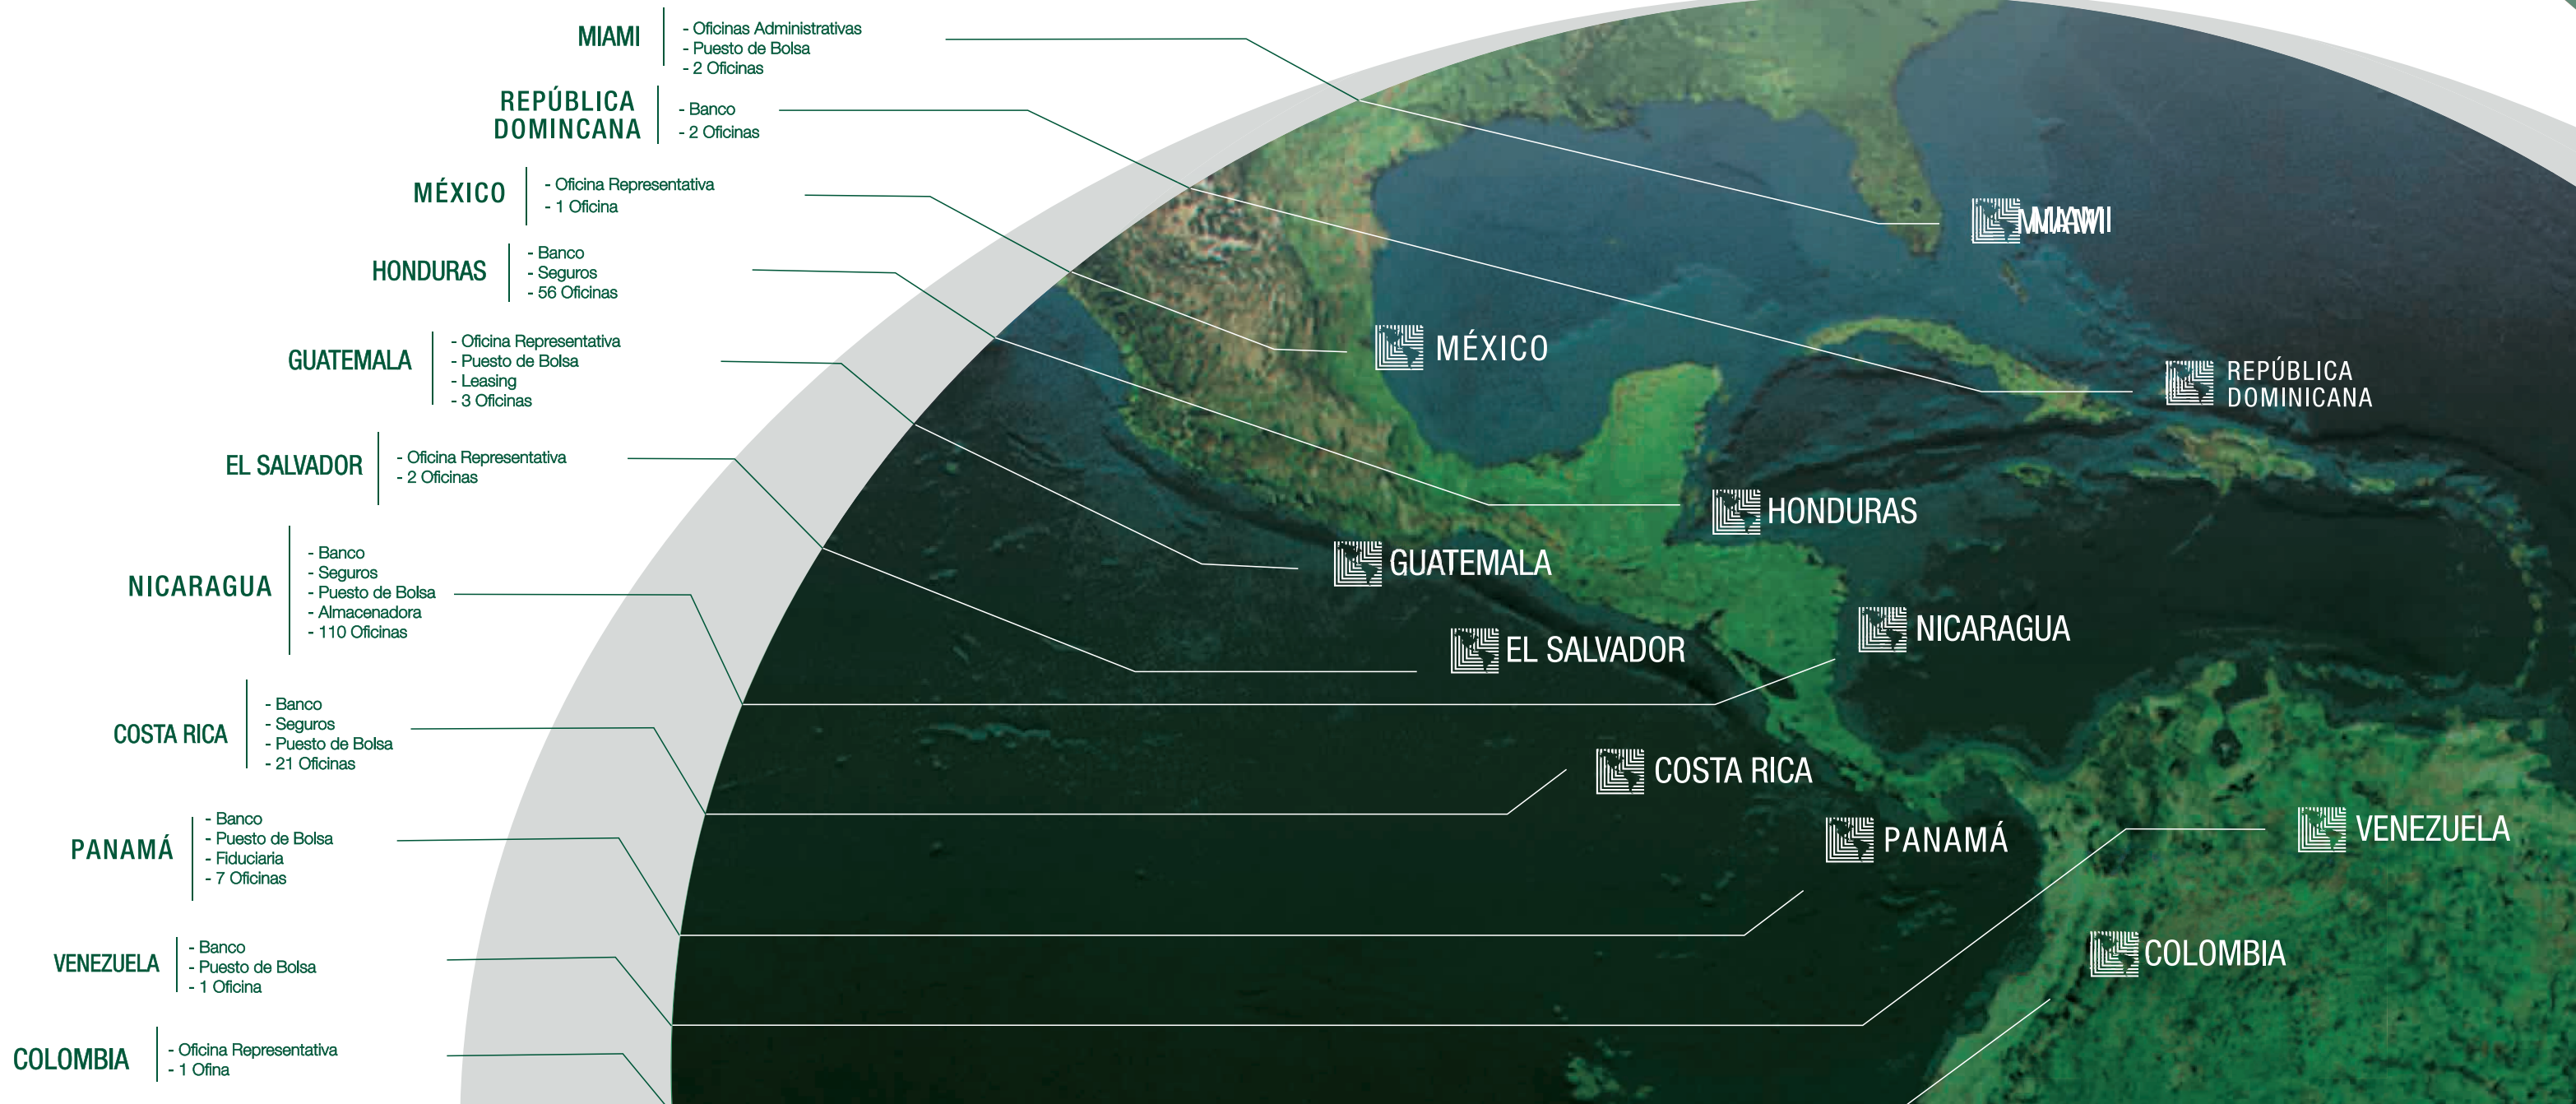 MIAMI
- Oficinas Administrativas
- Puesto de Bolsa
- 2 Oficinas
REPÚBLICA
DOMINCANA
- Banco
- 2 Oficinas
MÉXICO
- Oficina Representativa
- 1 Oficina
HONDURAS
- Banco
- Seguros
- 56 Oficinas
GUATEMALA
- Oficina Representativa
- Puesto de Bolsa
- Leasing
- 3 Oficinas
EL SALVADOR
- Oficina Representativa
- 2 Oficinas
NICARAGUA
- Banco
- Seguros
- Puesto de Bolsa
- Almacenadora
- 110 Oficinas
COSTA RICA
- Banco
- Seguros
- Puesto de Bolsa
- 21 Oficinas
PANAMÁ
- Banco
- Puesto de Bolsa
- Fiduciaria
- 7 Oficinas
VENEZUELA
- Banco
- Puesto de Bolsa
- 1 Oficina
COLOMBIA
- Oficina Representativa
- 1 Ofina
MIAMI
MÉXICO
REPÚBLICA
DOMINICANA
HONDURAS
GUATEMALA
NICARAGUA
EL SALVADOR
COSTA RICA
PANAMÁ
VENEZUELA
COLOMBIA